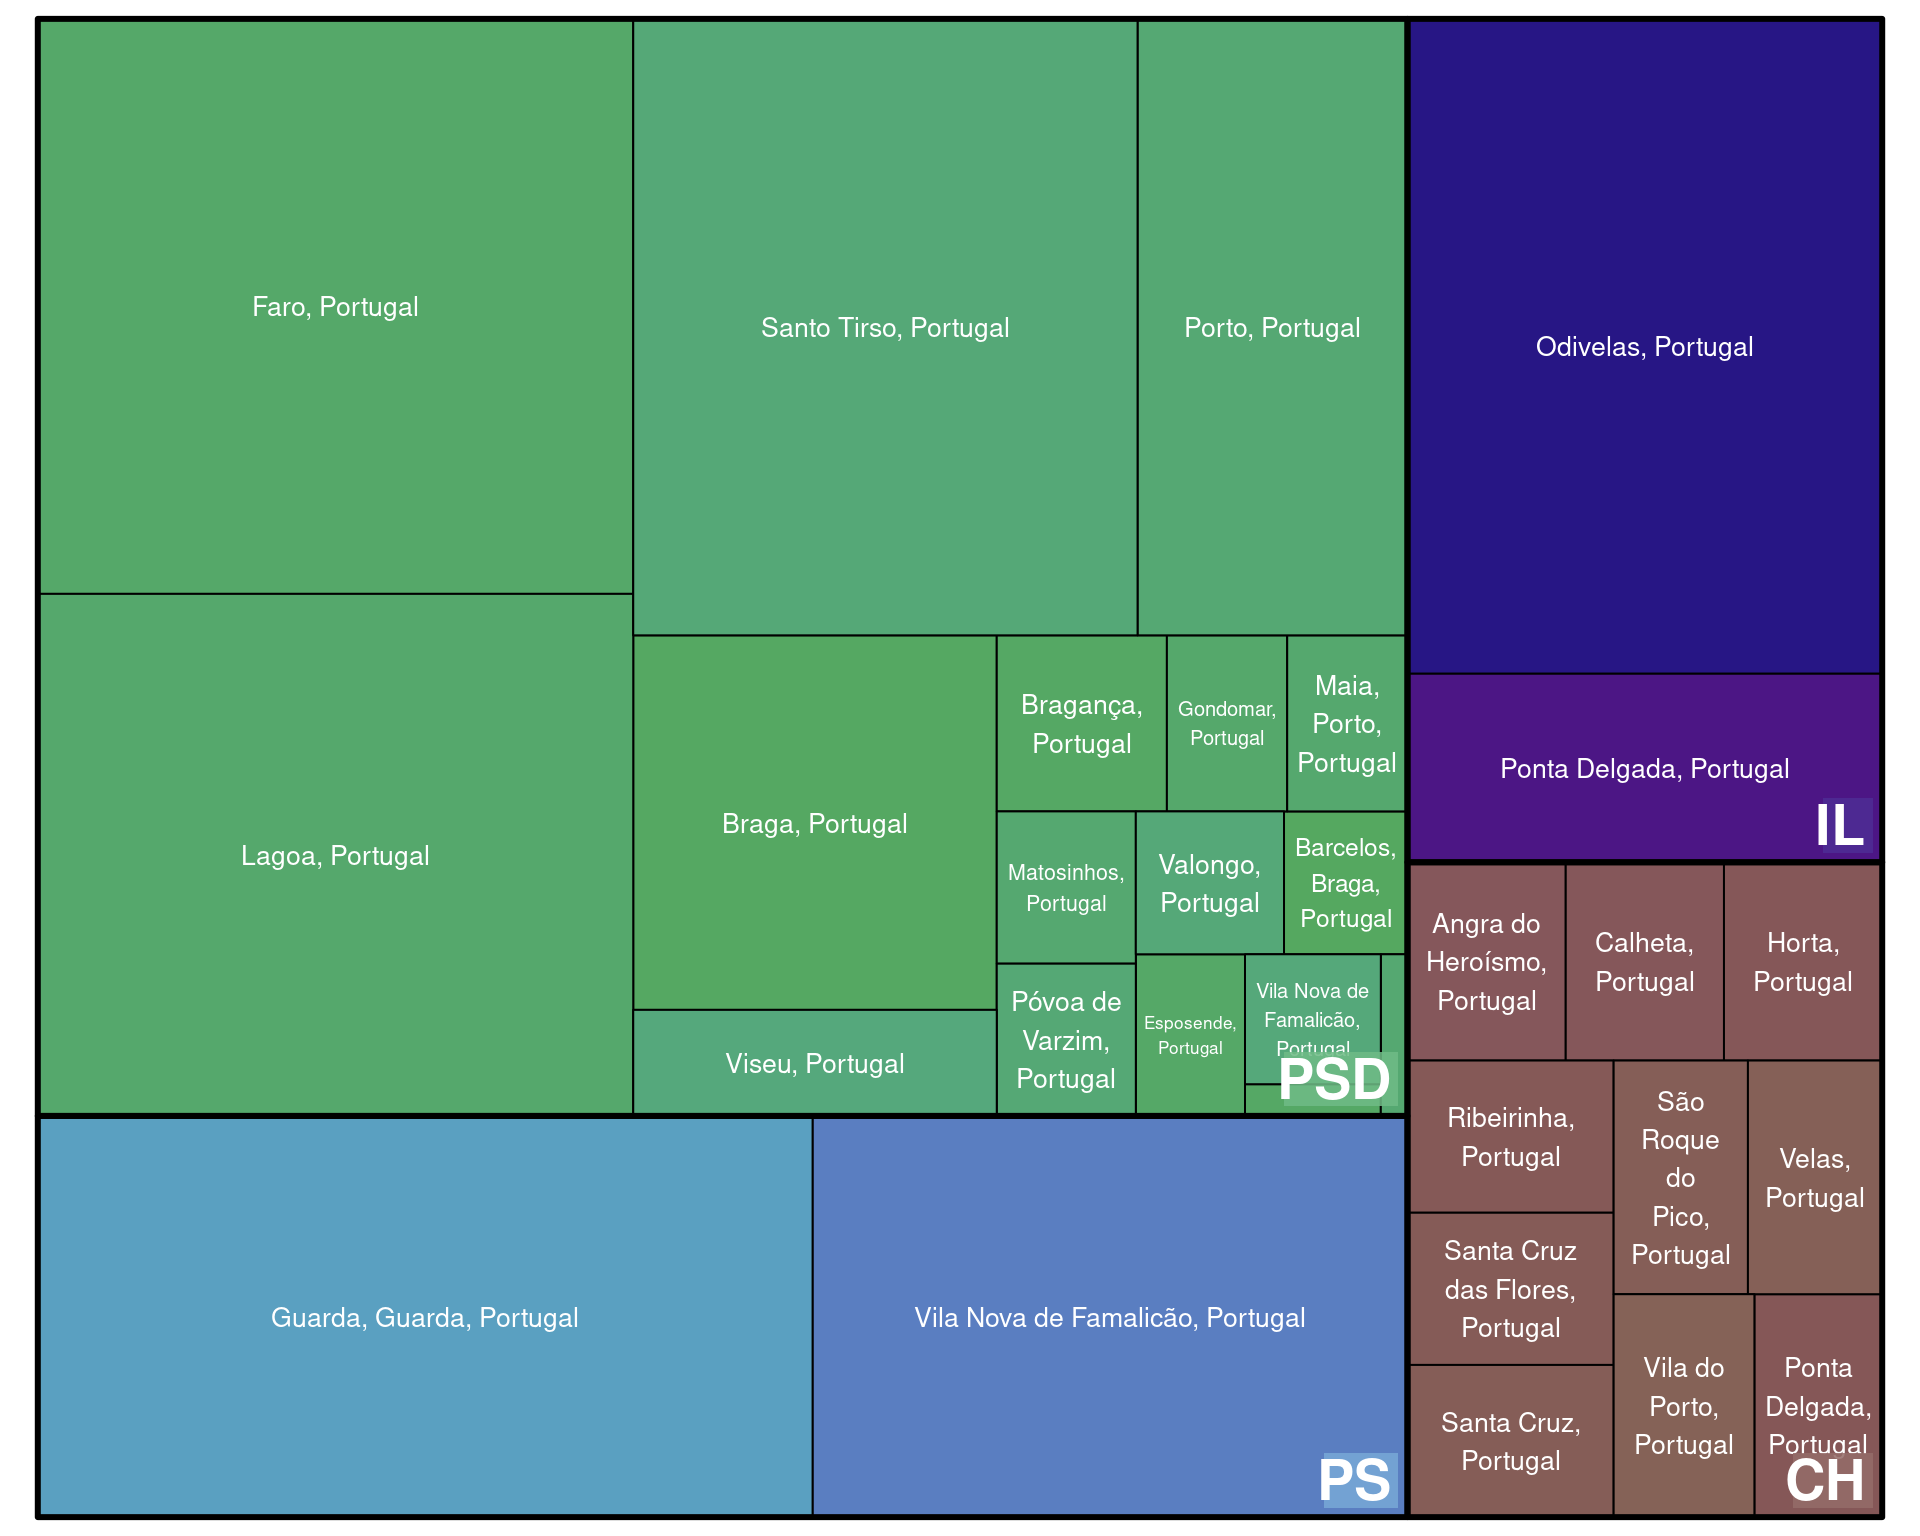 Faro, Portugal
Santo Tirso, Portugal
Porto, Portugal
Odivelas, Portugal
Lagoa, Portugal
Braga, Portugal
Bragança,
Portugal
Gondomar,
Portugal
Maia,
Porto,
Portugal
Ponta Delgada, Portugal
IL
Matosinhos,
Portugal
Valongo,
Portugal
Barcelos,
Braga,
Portugal
Viseu, Portugal
Póvoa de
Varzim,
Portugal
Esposende,
Portugal
Vila Nova de
Famalicão,
Portugal
PSD
Angra do
Heroísmo,
Portugal
Calheta,
Portugal
Horta,
Portugal
Ribeirinha,
Portugal
São
Roque
do
Pico,
Portugal
Velas,
Portugal
Santa Cruz
das Flores,
Portugal
Guarda, Guarda, Portugal
Vila Nova de Famalicão, Portugal
PS
Santa Cruz,
Portugal
Vila do
Porto,
Portugal
Ponta
Delgada,
Portugal
CH